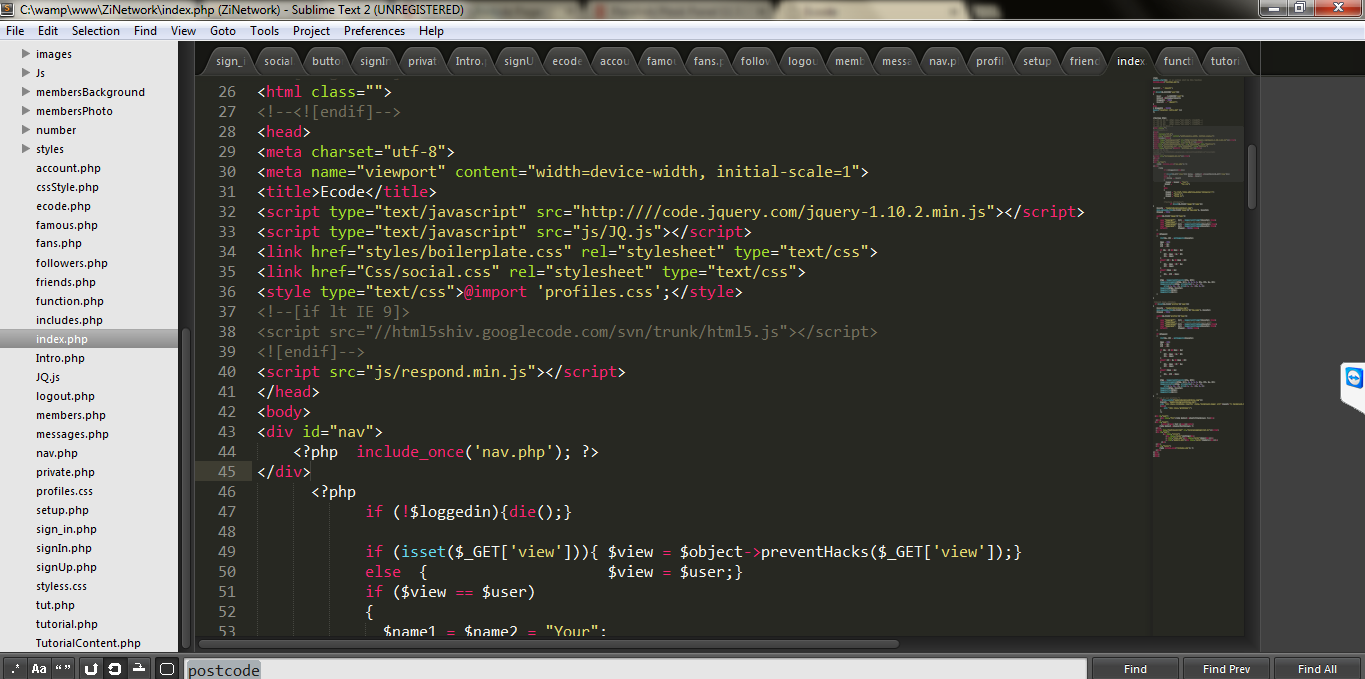 C:\wamp\www\ZiNetwork\index.php (ZiNetwork) - Sublime Text 2 (UNREGISTERED)
File Edit Selection Find View Goto Tools Project Preferences Help
images
Js
membersBackground
membersPhoto
number
styles
account.php
cssStyle.php
ecode.php
famous.php
fans.php
followers.php
friends.php
function.php
includes.php
index.php
Intro.php
JQ.js
logout.php
members.php
messages.php
nav.php
private.php
profiles.css
setup.php
sign_in.php
signIn.php
signUp.php
styless.css
tut.php
tutorial.php
TutorialContent.php
sign_ social butto signIn privat Intro. signU ecode accou famo fans.p follov logou memb messa nav.p profil setup friend index funct tutori
26 <html class="">
27 <!--<![endif]-->
28 <head>
29 <meta charset="utf-8">
30 <meta name="viewport" content="width=device-width, initial-scale=1">
31 <title>Ecode</title>
32 <script type="text/javascript" src="http:////code.jquery.com/jquery-1.10.2.min.js"></script>
33 <script type="text/javascript" src="js/JQ.js"></script>
34 <link href="styles/boilerplate.css" rel="stylesheet" type="text/css">
35 <link href="Css/social.css" rel="stylesheet" type="text/css">
36 <style type="text/css">@import 'profiles.css';</style>
37 <!--[if lt IE 9]>
38 <script src="//html5shiv.googlecode.com/svn/trunk/html5.js"></script>
39 <![endif]-->
40 <script src="js/respond.min.js"></script>
41 </head>
42 <body>
43 <div id="nav">
44 <?php include_once('nav.php'); ?>
45 </div>
46 <?php
47 if (!$loggedin){die();}
48
49 if (isset($_GET['view'])){ $view = $object->preventHacks($_GET['view']);}
50 else { $view = $user;}
51 if ($view == $user)
52 {
53 $name1 = $name2 = "Your";
.* Aa “ ” postcode Find Find Prev Find All